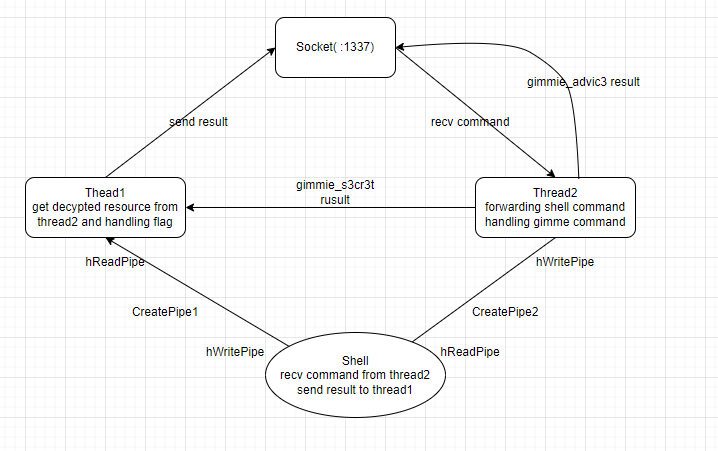 Socket( :1337)
gimmie_advic3 result
send result
recv command
Thead1
get decypted resource from
thread2 and handling flag
gimmie_s3cr3t
rusult
Thread2
forwarding shell command
handling gimme command
hReadPipe
hWritePipe
CreatePipe1
CreatePipe2
hWritePipe
hReadPipe
Shell
recv command from thread2
send result to thread1